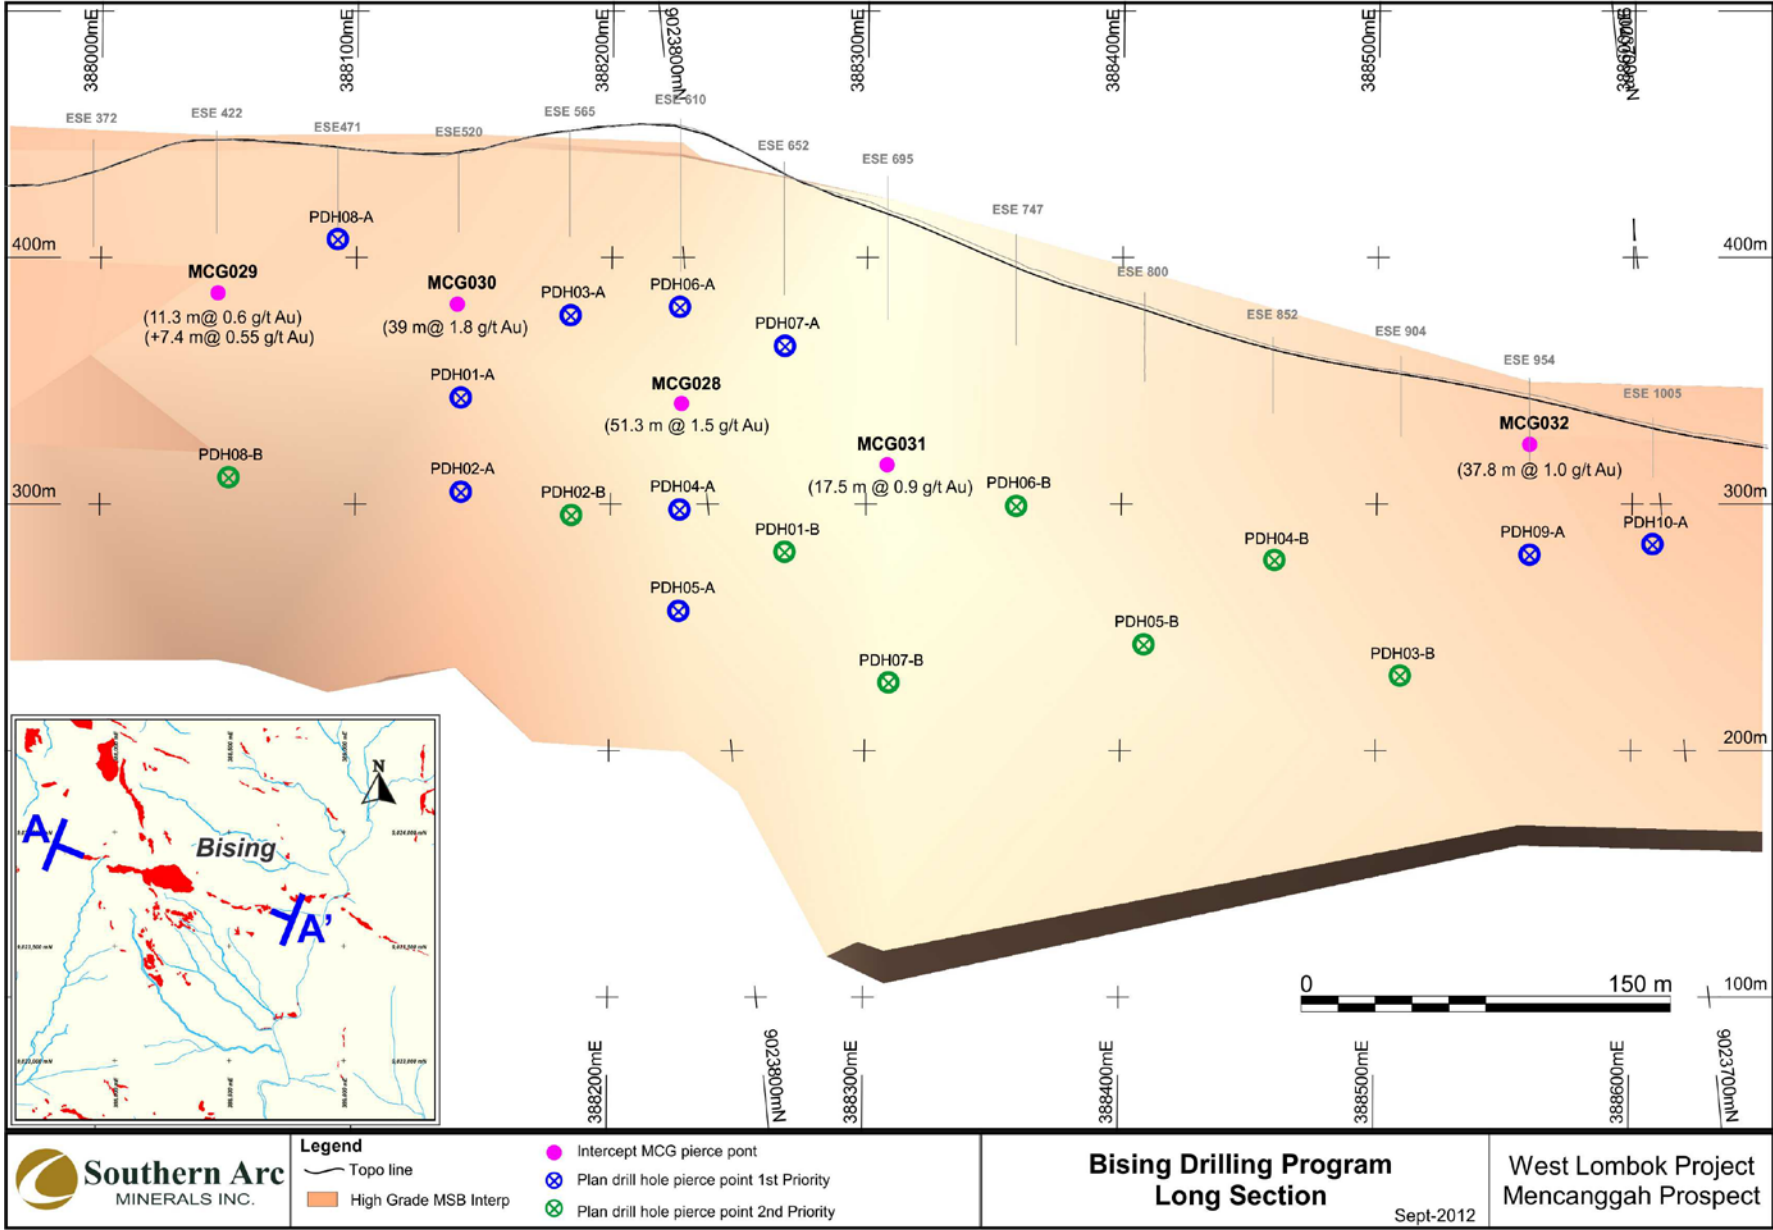 388000mE
388100mE
388200mE
9023800mN
388300mE
388400mE
388500mE
ESE 372
ESE 422
ESE471
ESE520
ESE 565
ESE 610
ESE 652
ESE 695
ESE 747
ESE 800
ESE 852
ESE 904
ESE 954
ESE 1005
400m
400m
PDH08-A
MCG029
(11.3 m@ 0.6 g/t Au)
(+7.4 m@ 0.55 g/t Au)
MCG030
(39 m@ 1.8 g/t Au)
PDH03-A
PDH06-A
PDH07-A
PDH01-A
MCG028
(51.3 m @ 1.5 g/t Au)
MCG031
(17.5 m @ 0.9 g/t Au)
MCG032
(37.8 m @ 1.0 g/t Au)
PDH08-B
PDH02-A
PDH02-B
PDH04-A
PDH06-B
300m
300m
PDH01-B
PDH04-B
PDH09-A
PDH10-A
PDH05-A
PDH05-B
PDH07-B
PDH03-B
200m
100m
N
A
Bising
A'
0 150 m
388200mE
9023800mN
388300mE
388400mE
388500mE
388600mE
9023700mN
Southern Arc
MINERALS INC.
Legend
Topo line
High Grade MSB Interp
Intercept MCG pierce pont
Plan drill hole pierce point 1st Priority
Plan drill hole pierce point 2nd Priority
Bising Drilling Program
Long Section
Sept-2012
West Lombok Project
Mencanggah Prospect